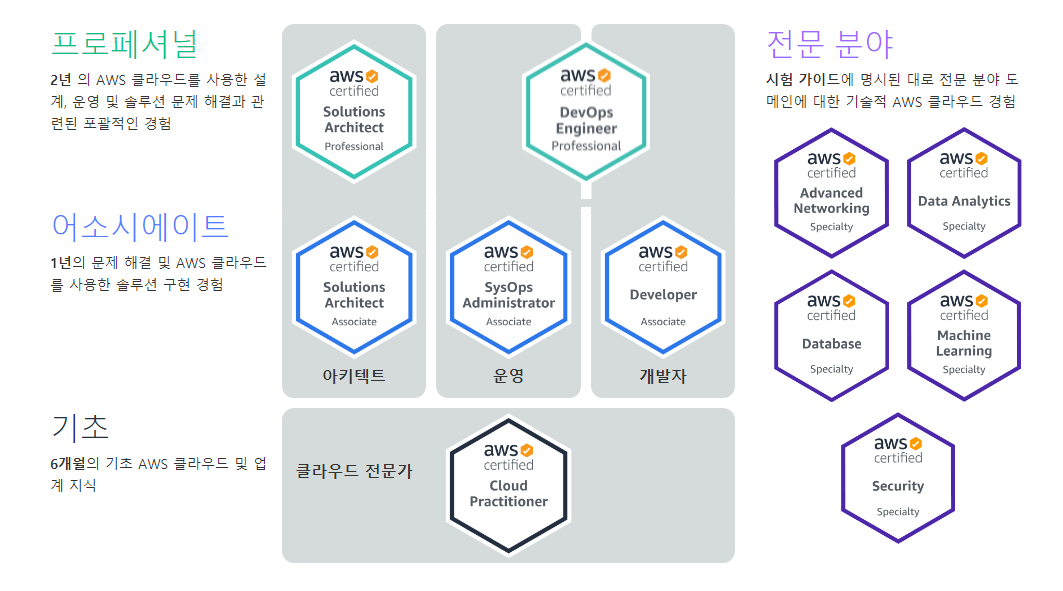 프로페셔널
2년 의 AWS 클라우드를 사용한 설
계, 운영 및 솔루션 문제 해결과 관
련된 포괄적인 경험
aws
certified
Solutions
Architect
Professional
aws
certified
DevOps
Engineer
Professional
어소시에이트
1년의 문제 해결 및 AWS 클라우드
를 사용한 솔루션 구현 경험
aws
certified
Solutions
Architect
Associate
아키텍트
aws
certified
SysOps
Administrator
Associate
운영
aws
certified
Developer
Associate
개발자
기초
6개월의 기초 AWS 클라우드 및 업
계 지식
클라우드 전문가
aws
certified
Cloud
Practitioner
전문 분야
시험 가이드에 명시된 대로 전문 분야 도
메인에 대한 기술적 AWS 클라우드 경험
aws
certified
Advanced
Networking
Specialty
aws
certified
Data Analytics
Specialty
aws
certified
Database
Specialty
aws
certified
Machine
Learning
Specialty
aws
certified
Security
Specialty